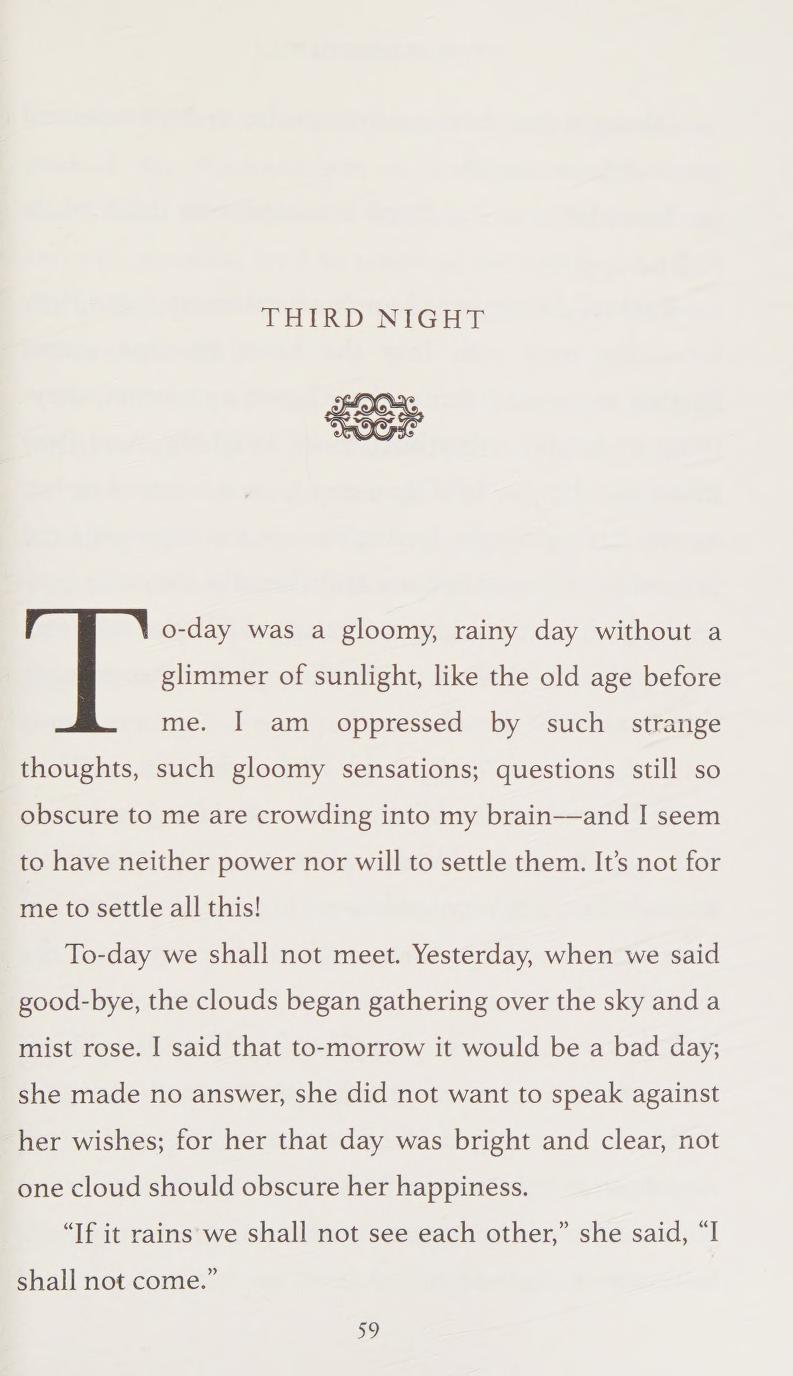 THIRD NIGHT
To-day was a gloomy, rainy day without a
glimmer of sunlight, like the old age before
me. I am oppressed by such strange
thoughts, such gloomy sensations; questions still so
obscure to me are crowding into my brain—and I seem
to have neither power nor will to settle them. It’s not for
me to settle all this!
To-day we shall not meet. Yesterday, when we said
good-bye, the clouds began gathering over the sky and a
mist rose. I said that to-morrow it would be a bad day;
she made no answer, she did not want to speak against
her wishes; for her that day was bright and clear, not
one cloud should obscure her happiness.
“If it rains we shall not see each other,” she said, “I
shall not come.”
59